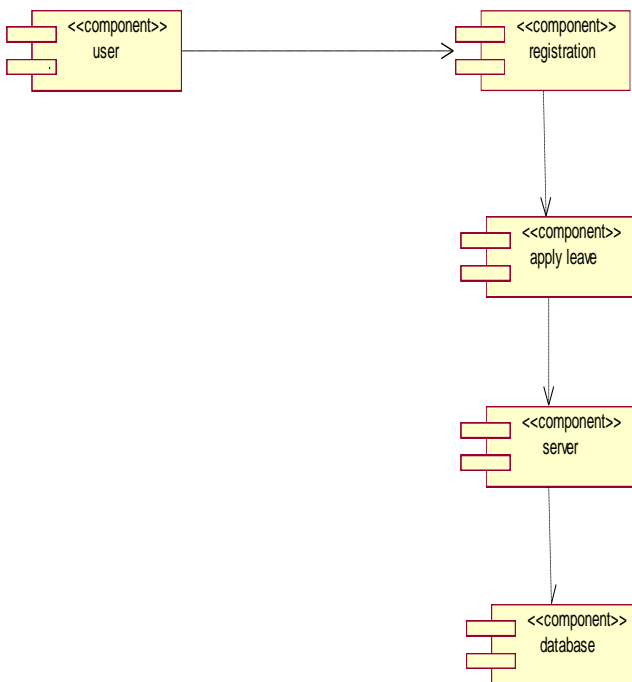 <<component>>
user
<<component>>
registration
<<component>>
apply leave
<<component>>
server
<<component>>
database